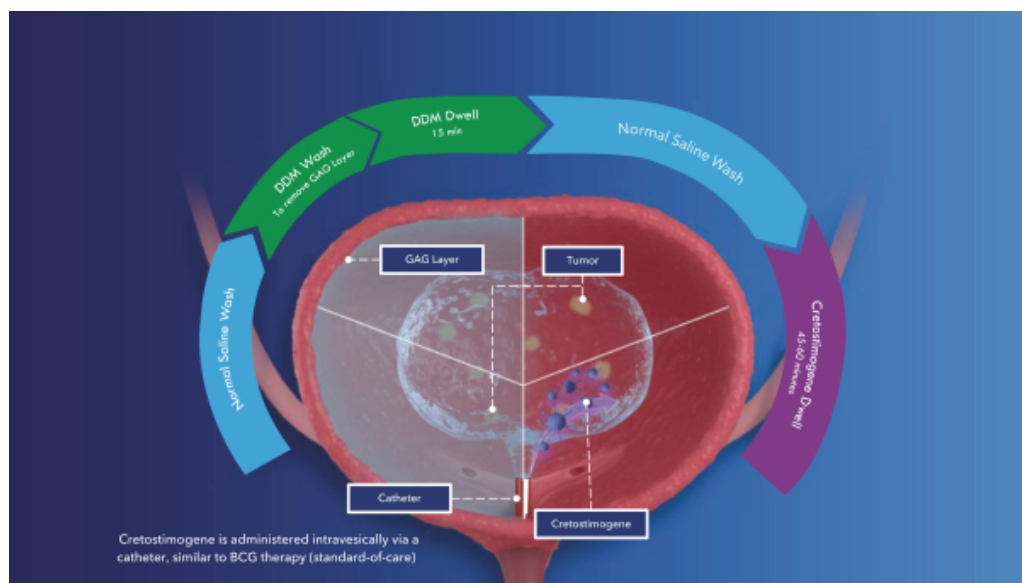 Normal Saline Wash
DDM Wash
To remove GAG Layer
DDM Dwell
15 min
Normal Saline Wash
Cretostimogene Dwell
45-60 minutes
GAG Layer
Tumor
Catheter
Cretostimogene
Cretostimogene is administered intravesically via a
catheter, similar to BCG therapy (standard-of-care)